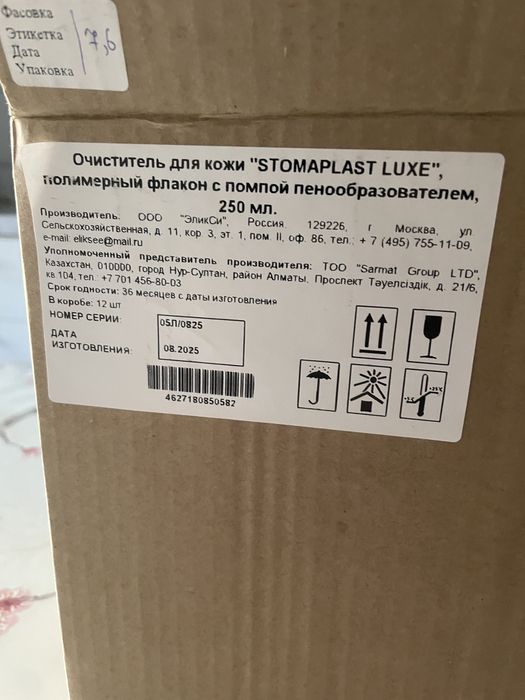 Фасовка
Этикетка 7,6
Дата
Упаковка
Очиститель для кожи "STOMAPLAST LUXE",
полимерный флакон с помпой пенообразователем,
250 мл.
Производитель: ООО "ЭликСи", Россия, 129226, г Москва, ул.
Сельскохозяйственная, д. 11, кор. 3, эт. 1, пом. II, оф. 86, тел.: + 7 (495) 755-11-09,
e-mail: eliksee@mail.ru
Уполномоченный представитель производителя: ТОО "Sarmat Group LTD",
Казахстан, 010000, город Нур-Султан, район Алматы, Проспект Тәуелсіздік, д. 21/6,
кв.104, тел.: +7 701 456-80-03
Срок годности: 36 месяцев с даты изготовления
В коробе: 12 шт
НОМЕР СЕРИИ: 05Л/0825
ДАТА
ИЗГОТОВЛЕНИЯ: 08.2025
4627180850582